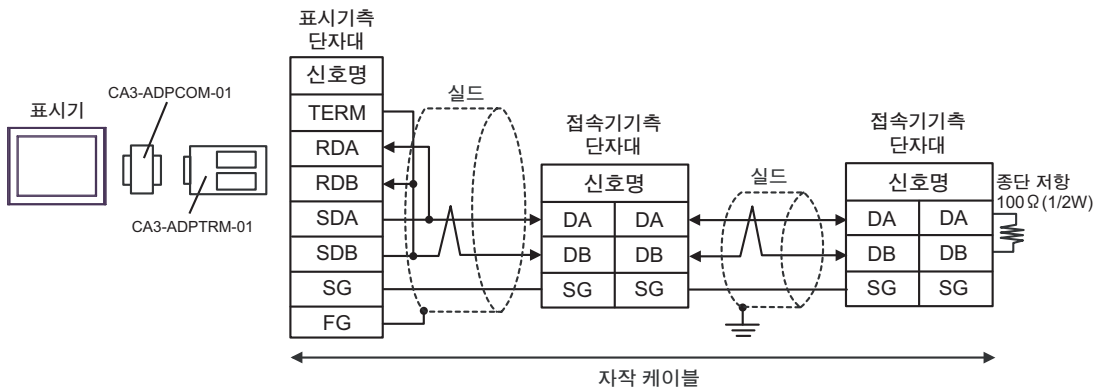 표시기
CA3-ADPCOM-01
CA3-ADPTRM-01
표시기측
단자대
신호명
TERM
RDA
RDB
SDA
SDB
SG
FG
실드
접속기기측
단자대
신호명
DA DA
DB DB
SG SG
실드
접속기기측
단자대
신호명
DA DA
DB DB
SG SG
종단 저항
100Ω(1/2W)
자작 케이블